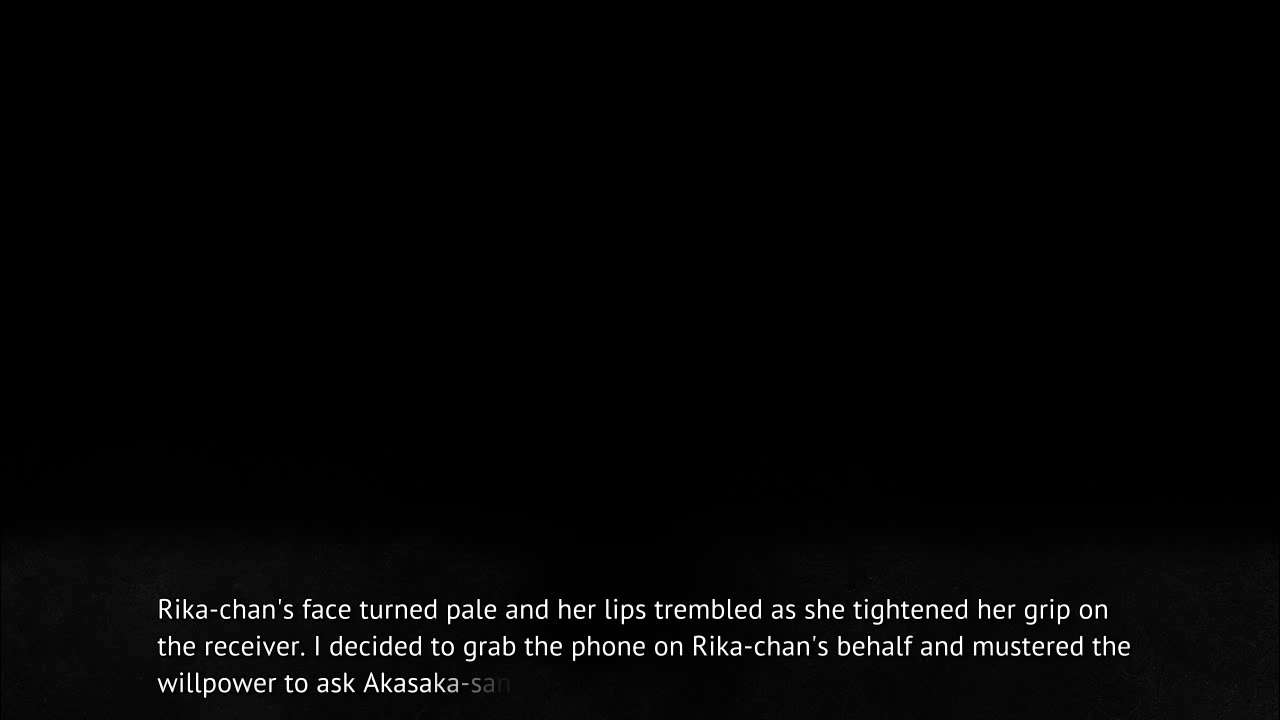 Rika-chan's face turned pale and her lips trembled as she tightened her grip on
the receiver. I decided to grab the phone on Rika-chan's behalf and mustered the
willpower to ask Akasaka-san